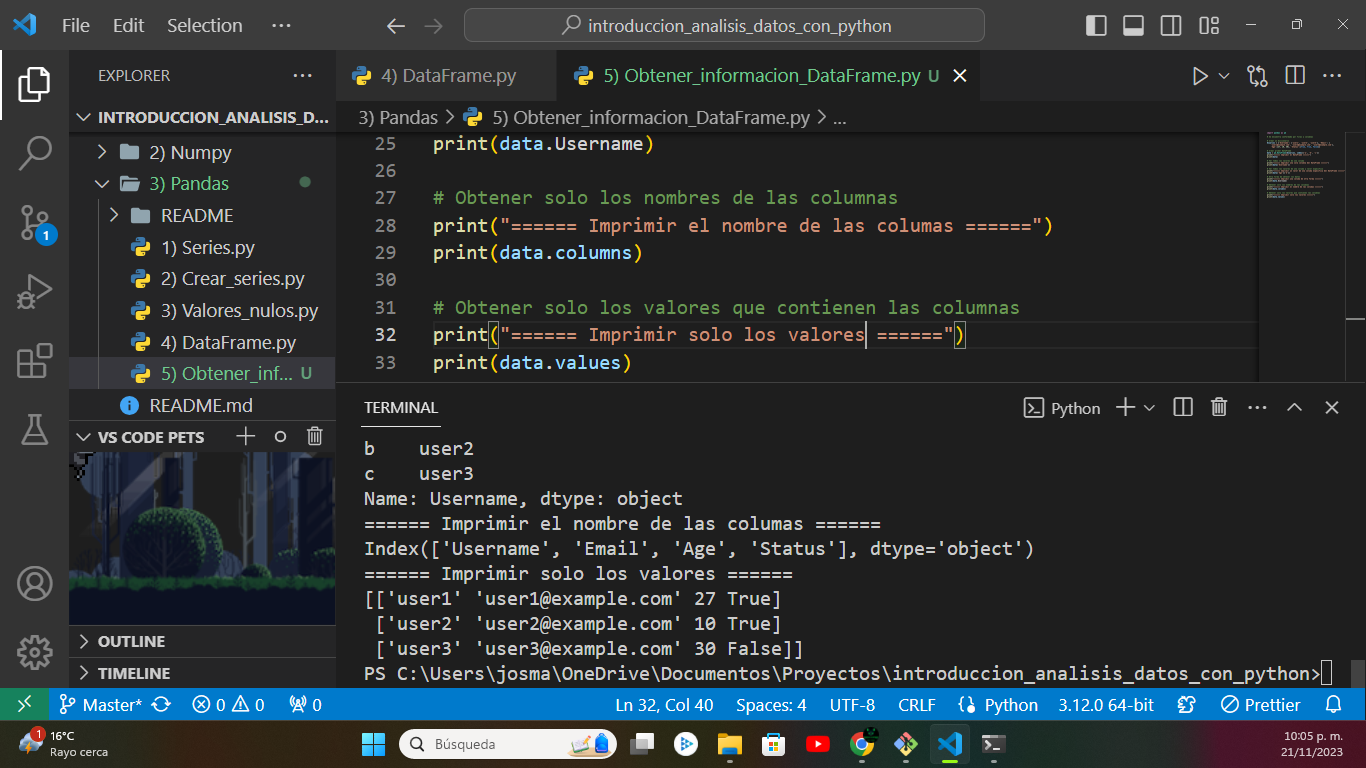 File Edit Selection ··· introduccion_analisis_datos_con_python
EXPLORER ···
INTRODUCCION_ANALISIS_D...
2) Numpy
3) Pandas
README
1) Series.py
2) Crear_series.py
3) Valores_nulos.py
4) DataFrame.py
5) Obtener_inf... U
README.md
VS CODE PETS
OUTLINE
TIMELINE
4) DataFrame.py 5) Obtener_informacion_DataFrame.py U
3) Pandas > 5) Obtener_informacion_DataFrame.py > ...
25 print(data.Username)
26
27 # Obtener solo los nombres de las columnas
28 print("====== Imprimir el nombre de las columas ======")
29 print(data.columns)
30
31 # Obtener solo los valores que contienen las columnas
32 print("====== Imprimir solo los valores ======")
33 print(data.values)
TERMINAL Python
b user2
c user3
Name: Username, dtype: object
====== Imprimir el nombre de las columas ======
Index(['Username', 'Email', 'Age', 'Status'], dtype='object')
====== Imprimir solo los valores ======
[['user1' 'user1@example.com' 27 True]
['user2' 'user2@example.com' 10 True]
['user3' 'user3@example.com' 30 False]]
PS C:\Users\josma\OneDrive\Documentos\Proyectos\introduccion_analisis_datos_con_python>
1
Master* 0 0 0 Ln 32, Col 40 Spaces: 4 UTF-8 CRLF Python 3.12.0 64-bit Prettier
1 16°C
Rayo cerca
Búsqueda
10:05 p. m.
21/11/2023